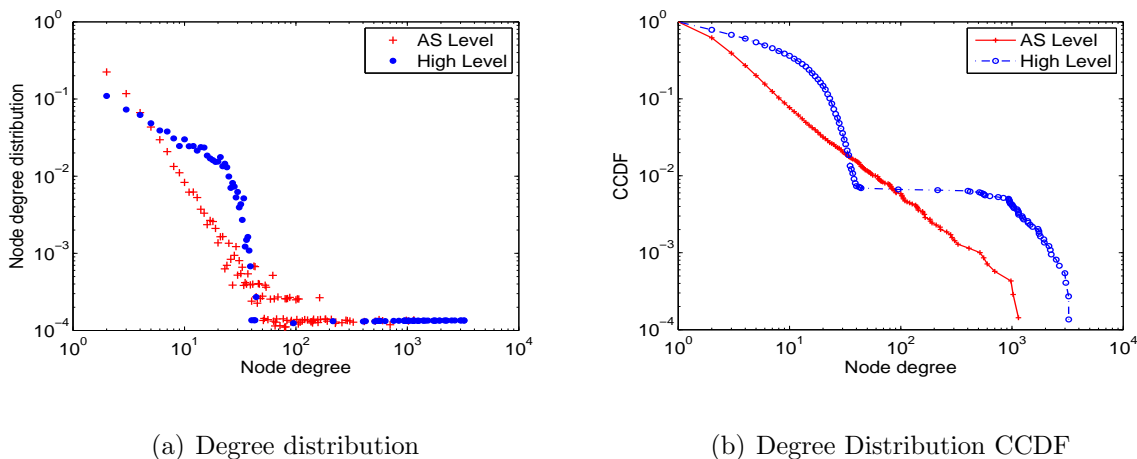 10^0
10^-1
10^-2
10^-3
10^-4
Node degree distribution
AS Level
High Level
10^0 10^1 10^2 10^3 10^4
Node degree
(a) Degree distribution
10^0
10^-1
10^-2
10^-3
10^-4
CCDF
AS Level
High Level
10^0 10^1 10^2 10^3 10^4
Node degree
(b) Degree Distribution CCDF